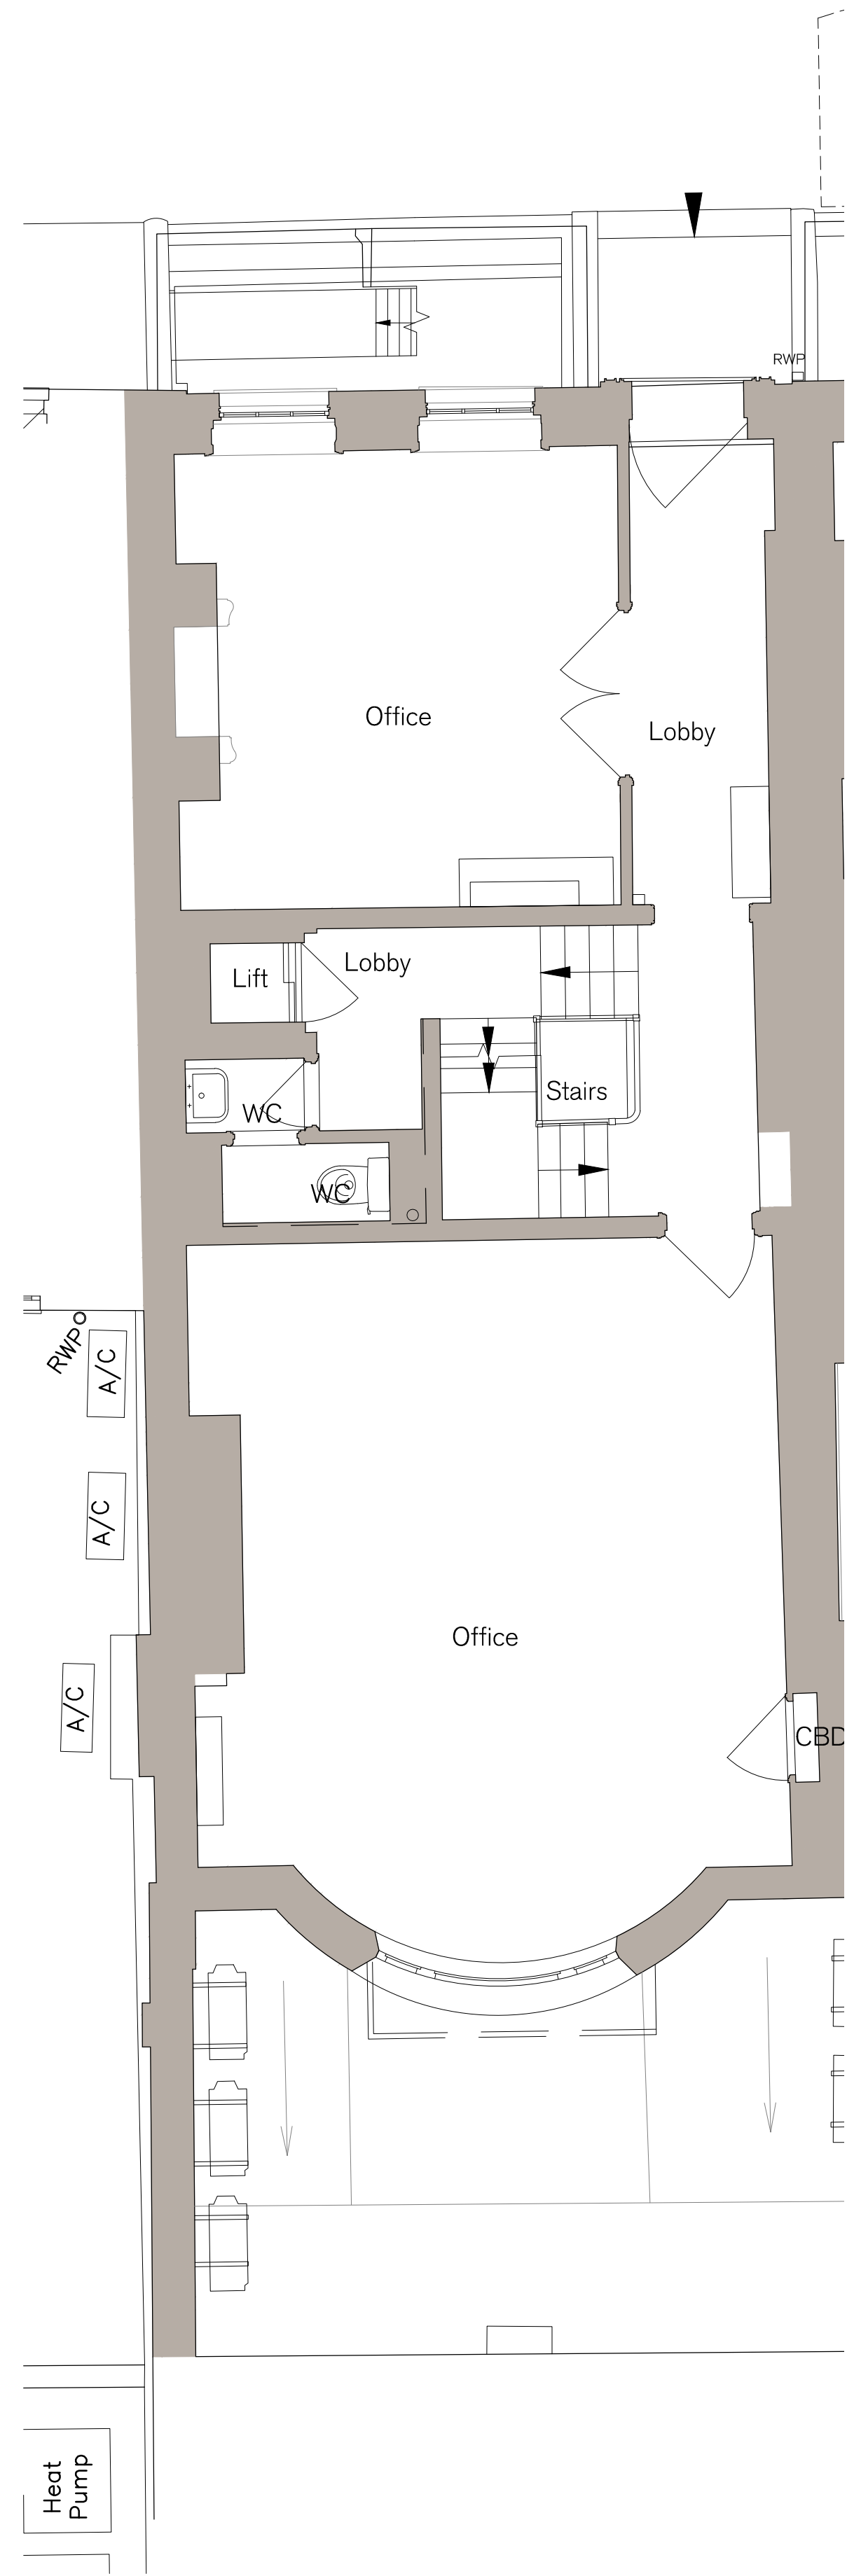 RWP
Office
Lobby
Lobby
Lift
Stairs
WC
WC
RWP
A/C
A/C
Office
A/C
CBD
Heat
Pump